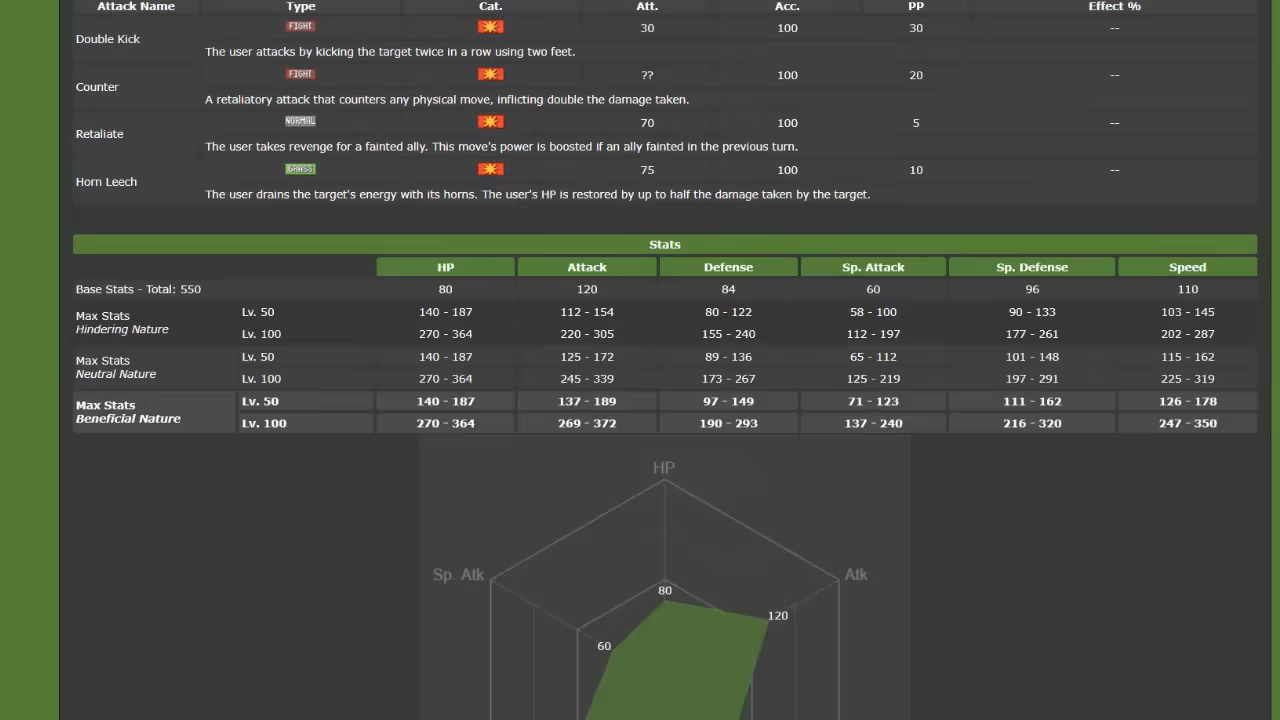 Attack Name Type Cat. Att. Acc. PP Effect %
Double Kick FIGHT 30 100 30 --
The user attacks by kicking the target twice in a row using two feet.
Counter FIGHT ?? 100 20 --
A retaliatory attack that counters any physical move, inflicting double the damage taken.
Retaliate NORMAL 70 100 5 --
The user takes revenge for a fainted ally. This move's power is boosted if an ally fainted in the previous turn.
Horn Leech GRASS 75 100 10 --
The user drains the target's energy with its horns. The user's HP is restored by up to half the damage taken by the target.
Stats
HP Attack Defense Sp. Attack Sp. Defense Speed
Base Stats - Total: 550 80 120 84 60 96 110
Max Stats
Hindering Nature
Lv. 50 140 - 187 112 - 154 80 - 122 58 - 100 90 - 133 103 - 145
Lv. 100 270 - 364 220 - 305 155 - 240 112 - 197 177 - 261 202 - 287
Max Stats
Neutral Nature
Lv. 50 140 - 187 125 - 172 89 - 136 65 - 112 101 - 148 115 - 162
Lv. 100 270 - 364 245 - 339 173 - 267 125 - 219 197 - 291 225 - 319
Max Stats
Beneficial Nature
Lv. 50 140 - 187 137 - 189 97 - 149 71 - 123 111 - 162 126 - 178
Lv. 100 270 - 364 269 - 372 190 - 293 137 - 240 216 - 320 247 - 350
HP
Sp. Atk Atk
80
120
60